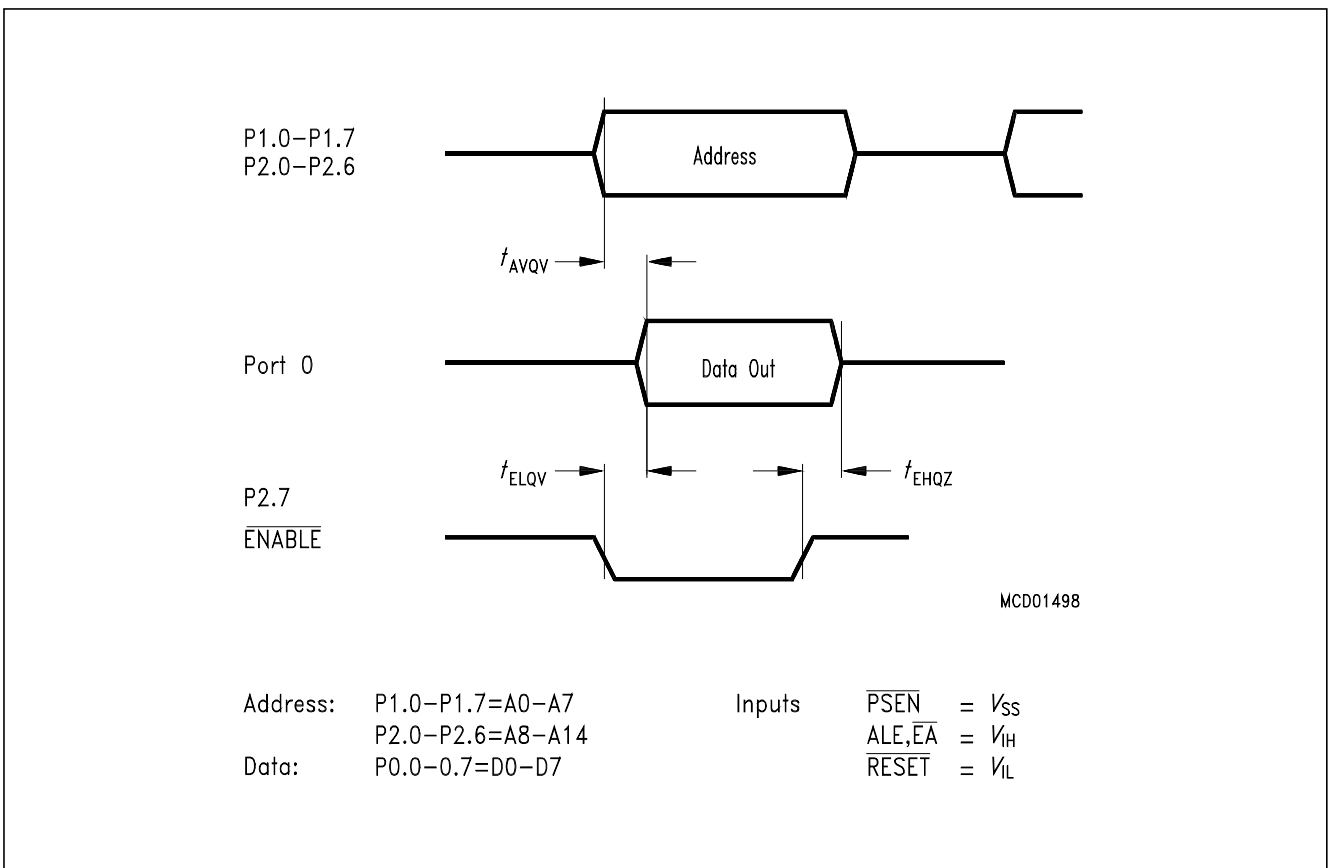 P1.0-P1.7
P2.0-P2.6
Address
tAVQV
Port 0
Data Out
tELQV
tEHQZ
P2.7
ENABLE
MCD01498
Address: P1.0-P1.7=A0-A7 Inputs PSEN = VSS
P2.0-P2.6=A8-A14 ALE,EA = VIH
Data: P0.0-0.7=D0-D7 RESET = VIL